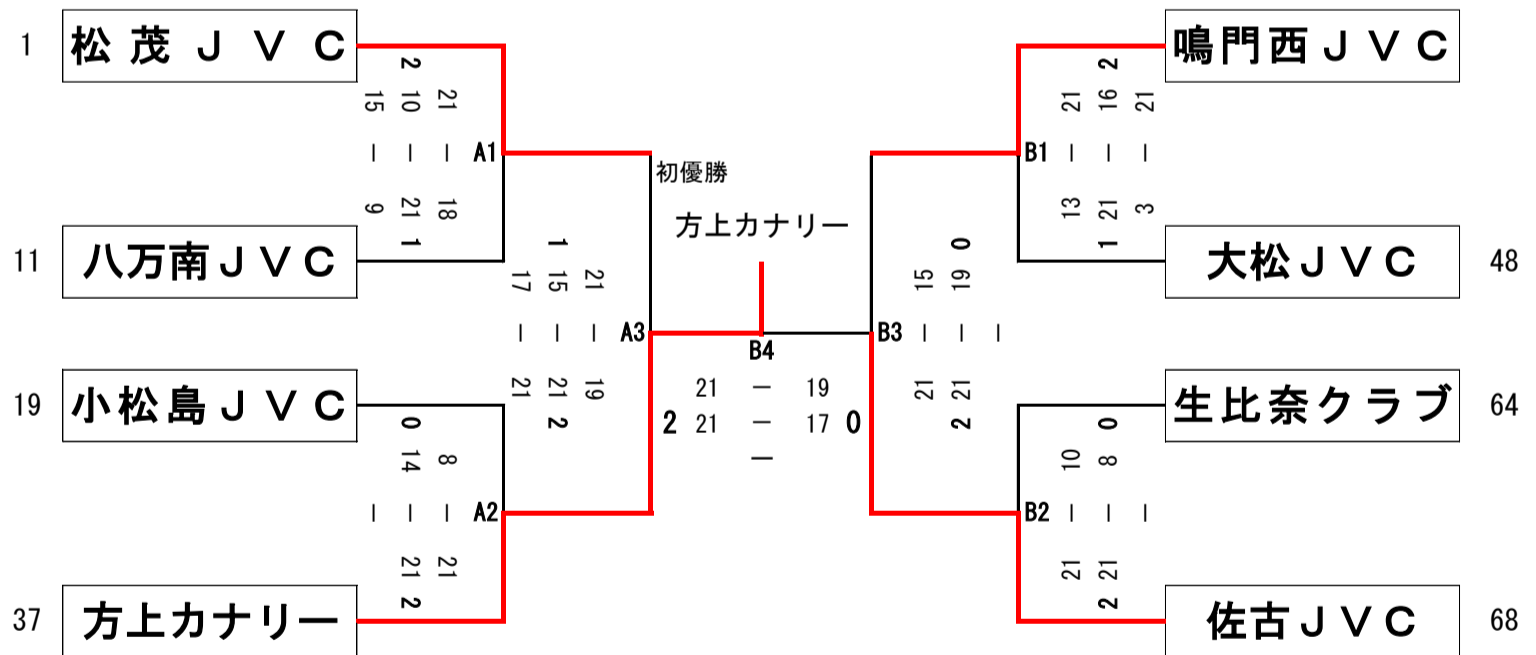 1 松茂ＪＶＣ
2
15 10 21
― ― ― A1
9 21 18
1
11 八万南ＪＶＣ
19 小松島ＪＶＣ
0
14 8
― ― ― A2
21 21
2
37 方上カナリー
1
17 15 21
― ― ― A3
21 21 19
2
初優勝
方上カナリー
B4
21 ― 19
2 21 ― 17 0
―
鳴門西ＪＶＣ
2
21 16 21
B1 ― ― ―
13 21 3
1
大松ＪＶＣ 48
0
15 19
B3 ― ― ―
21 21
2
生比奈クラブ 64
0
10 8
B2 ― ― ―
21 21
2
佐古ＪＶＣ 68